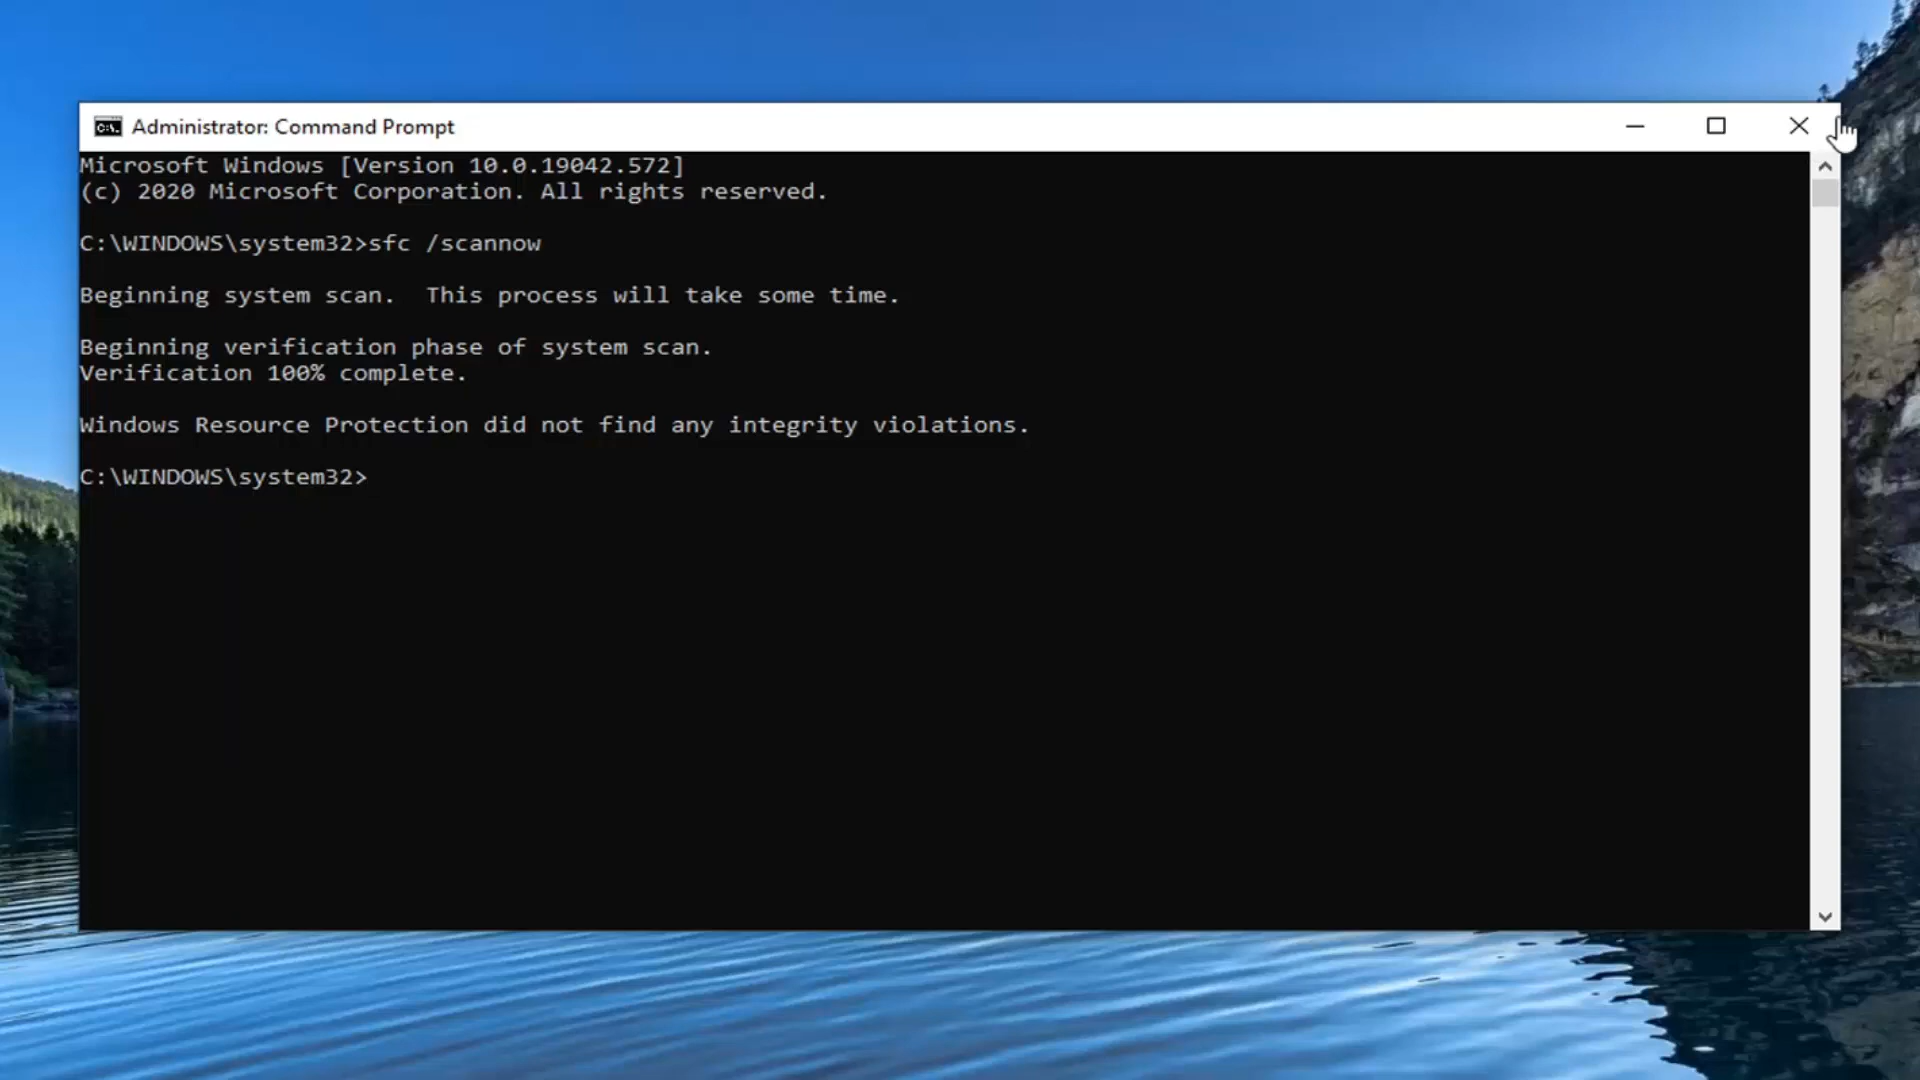 Administrator: Command Prompt
Microsoft Windows [Version 10.0.19042.572]
(c) 2020 Microsoft Corporation. All rights reserved.
C:\WINDOWS\system32>sfc /scannow
Beginning system scan.  This process will take some time.
Beginning verification phase of system scan.
Verification 100% complete.
Windows Resource Protection did not find any integrity violations.
C:\WINDOWS\system32>